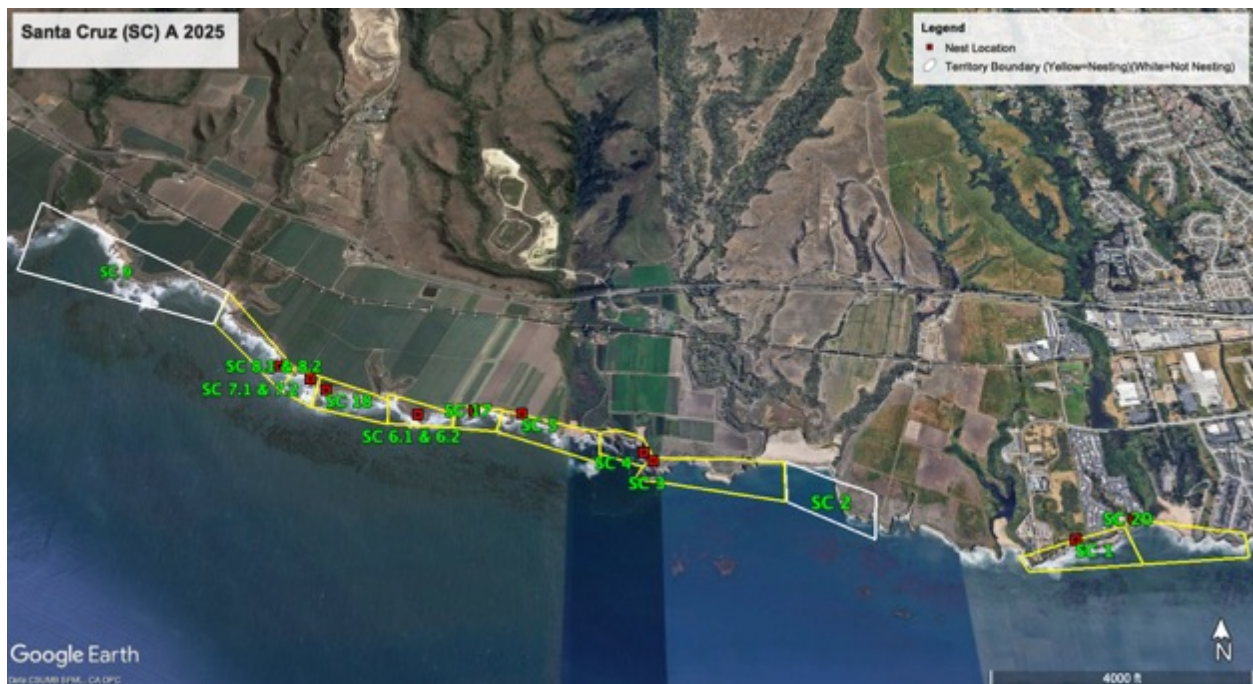 Santa Cruz (SC) A 2025
Legend
Nest Location
Territory Boundary (Yellow=Nesting)(White=Not Nesting)
SC 9
SC 8.1 & 8.2
SC 7.1 & 7.2
SC 18
SC 17
SC 6.1 & 6.2
SC 5
SC 4
SC 3
SC 2
SC 20
SC 1
Google Earth
N
4000 ft